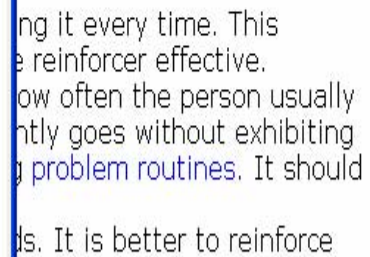 ng it every time. This
reinforcer effective.
ow often the person usually
ntly goes without exhibiting
problem routines. It should
ds. It is better to reinforce